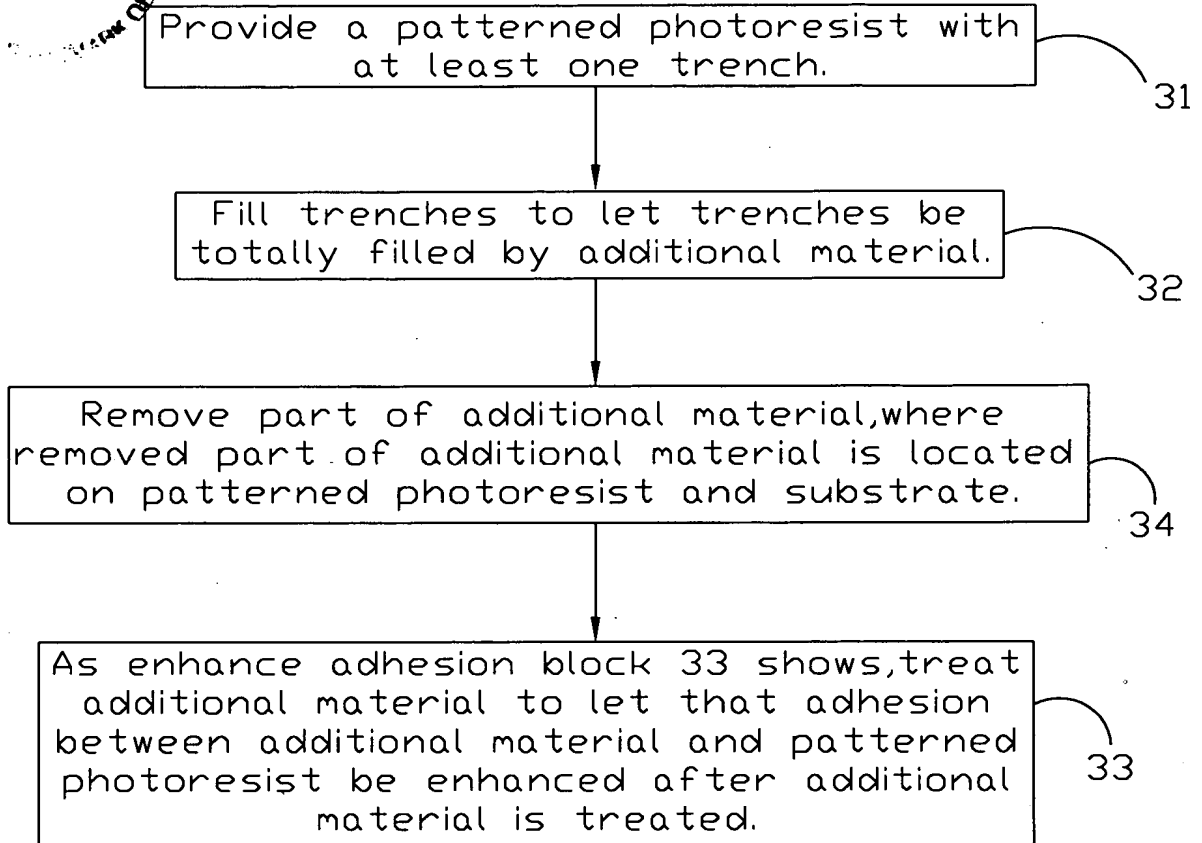 Provide a patterned photoresist with
at least one trench.
31
Fill trenches to let trenches be
totally filled by additional material.
32
Remove part of additional material,where
removed part of additional material is located
on patterned photoresist and substrate.
34
As enhance adhesion block 33 shows,treat
additional material to let that adhesion
between additional material and patterned
photoresist be enhanced after additional
material is treated.
33